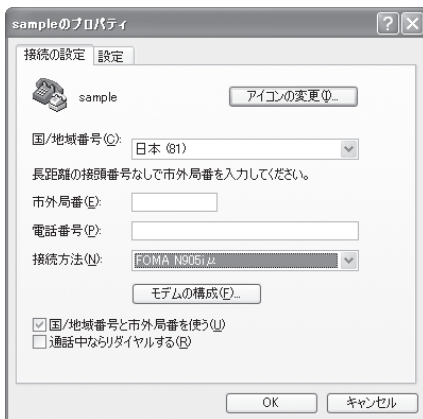 sampleのプロパティ
接続の設定 設定
sample
アイコンの変更(I)...
国/地域番号(C): 日本 (81)
長距離の接頭番号なしで市外局番を入力してください。
市外局番(E):
電話番号(P):
接続方法(N): FOMA N905iμ
モデムの構成(F)...
国/地域番号と市外局番を使う(U)
通話中ならリダイヤルする(R)
OK キャンセル